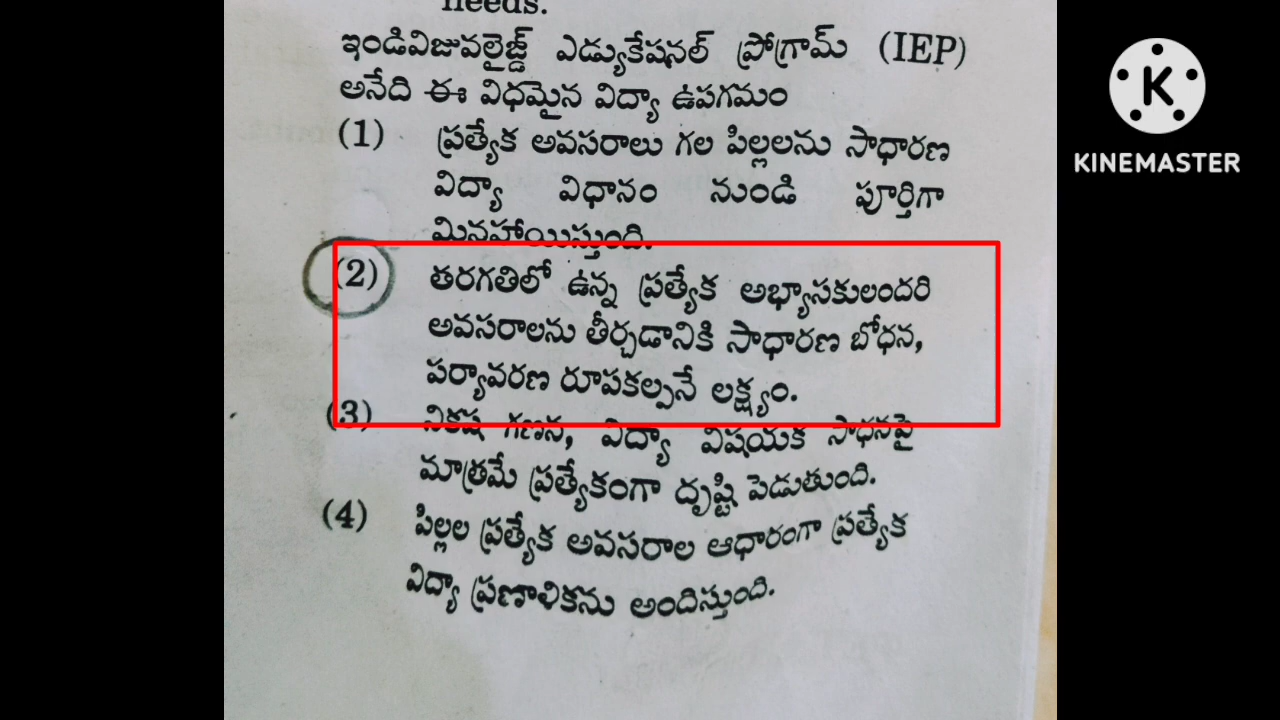 needs.
ఇండివిజువలైజ్డ్ ఎడ్యుకేషనల్ ప్రోగ్రామ్ (IEP)
అనేది ఈ విధమైన విద్యా ఉపగమం
(1) ప్రత్యేక అవసరాలు గల పిల్లలను సాధారణ
విద్యా విధానం నుండి పూర్తిగా
మినహాయిస్తుంది.
(2) తరగతిలో ఉన్న ప్రత్యేక అభ్యాసకులందరి
అవసరాలను తీర్చడానికి సాధారణ బోధన,
పర్యావరణ రూపకల్పనే లక్ష్యం.
(3) నికష గణన, విద్యా విషయక సాధనపై
మాత్రమే ప్రత్యేకంగా దృష్టి పెడుతుంది.
(4) పిల్లల ప్రత్యేక అవసరాల ఆధారంగా ప్రత్యేక
విద్యా ప్రణాళికను అందిస్తుంది.
K
KINEMASTER